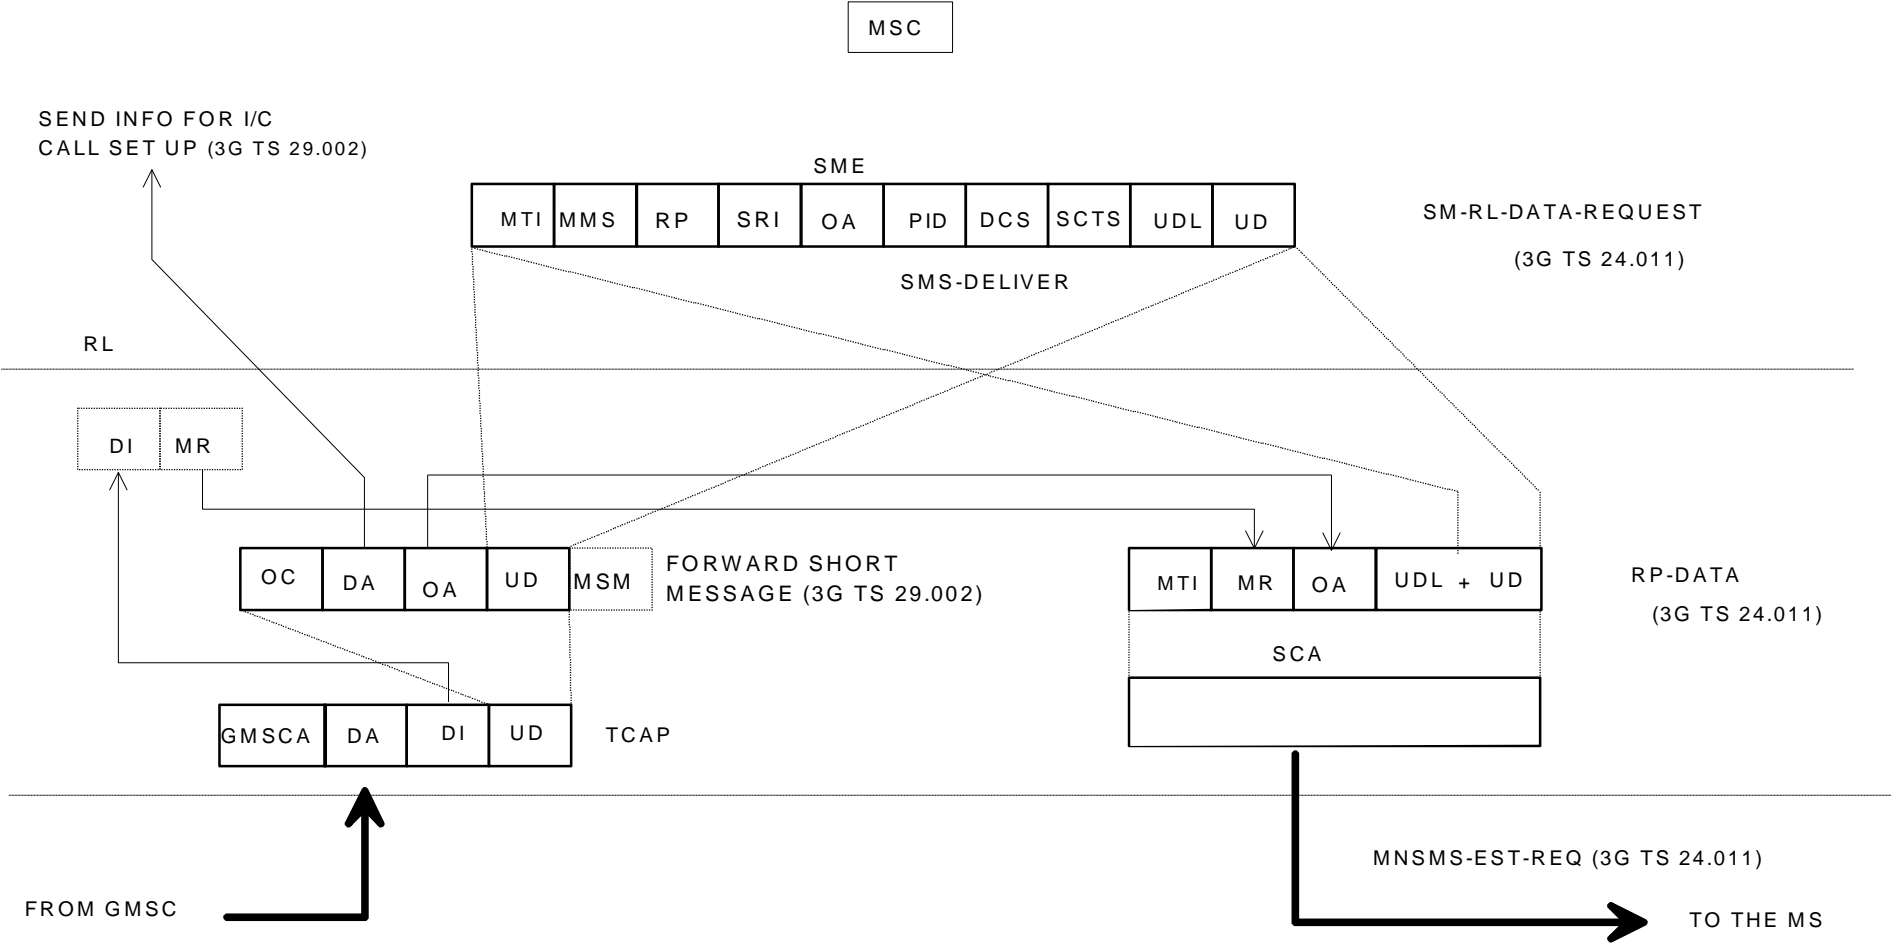 MSC
SEND INFO FOR I/C
CALL SET UP (3G TS 29.002)
SME
MTI MMS RP SRI OA PID DCS SCTS UDL UD
SM-RL-DATA-REQUEST
(3G TS 24.011)
SMS-DELIVER
RL
DI MR
OC DA OA UD MSM
FORWARD SHORT
MESSAGE (3G TS 29.002)
MTI MR OA UDL + UD
RP-DATA
(3G TS 24.011)
SCA
GMSCA DA DI UD TCAP
MNSMS-EST-REQ (3G TS 24.011)
FROM GMSC
TO THE MS